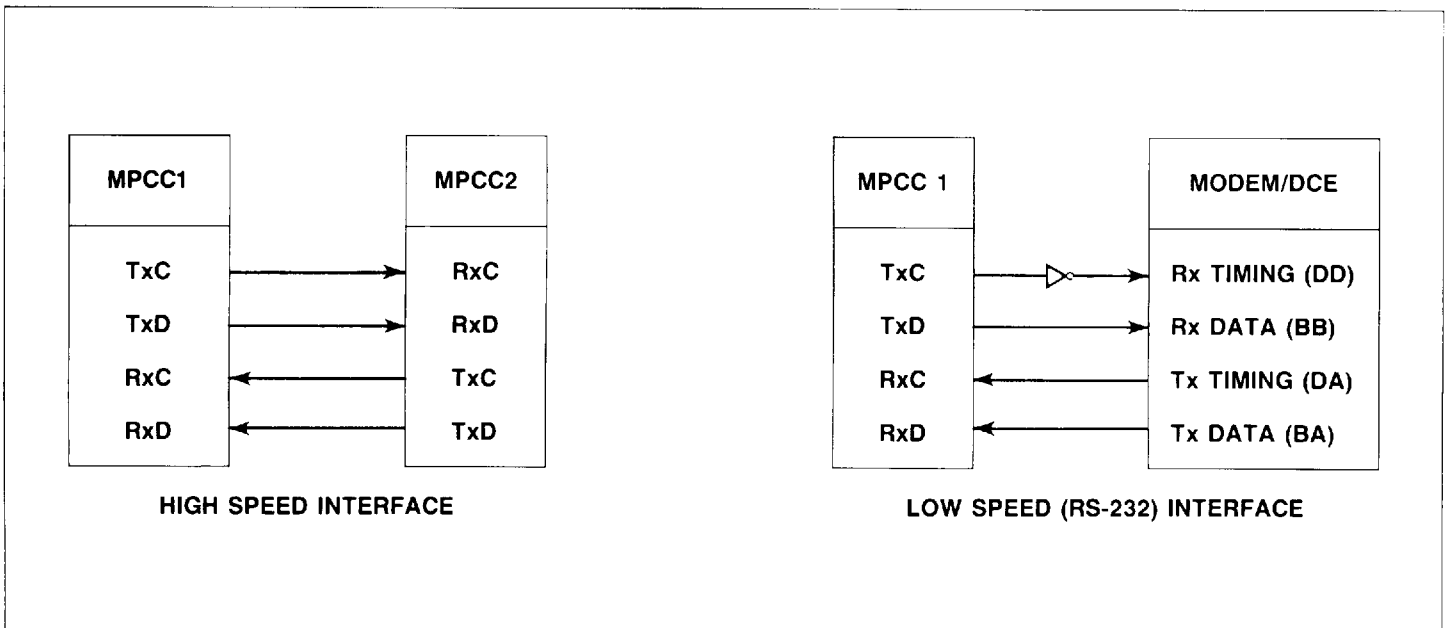 MPCC1
MPCC2
TxC
RxC
TxD
RxD
RxC
TxC
RxD
TxD
HIGH SPEED INTERFACE
MPCC 1
MODEM/DCE
TxC
Rx TIMING (DD)
TxD
Rx DATA (BB)
RxC
Tx TIMING (DA)
RxD
Tx DATA (BA)
LOW SPEED (RS-232) INTERFACE